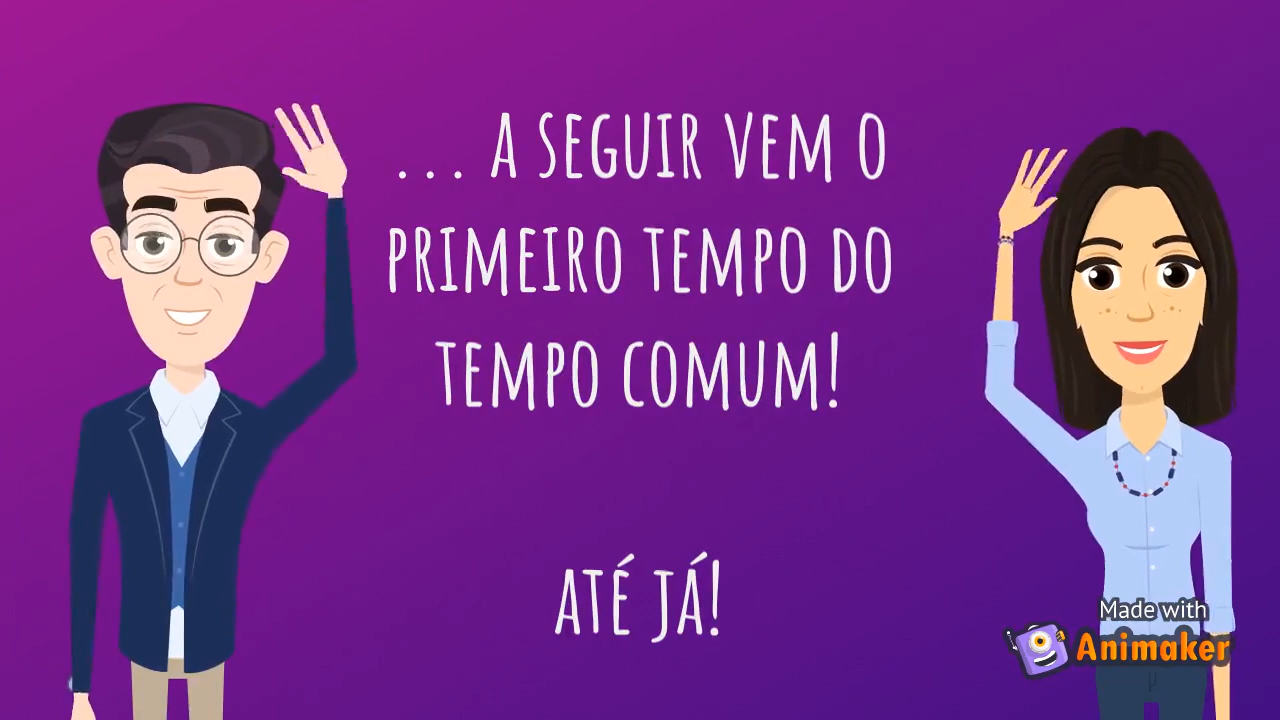 ... A SEGUIR VEM O
PRIMEIRO TEMPO DO
TEMPO COMUM!
ATÉ JÁ!
Made with
Animaker